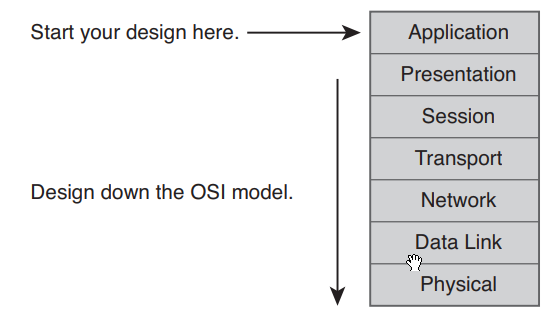 Start your design here.
Application
Presentation
Session
Transport
Design down the OSI model.
Network
Data Link
Physical